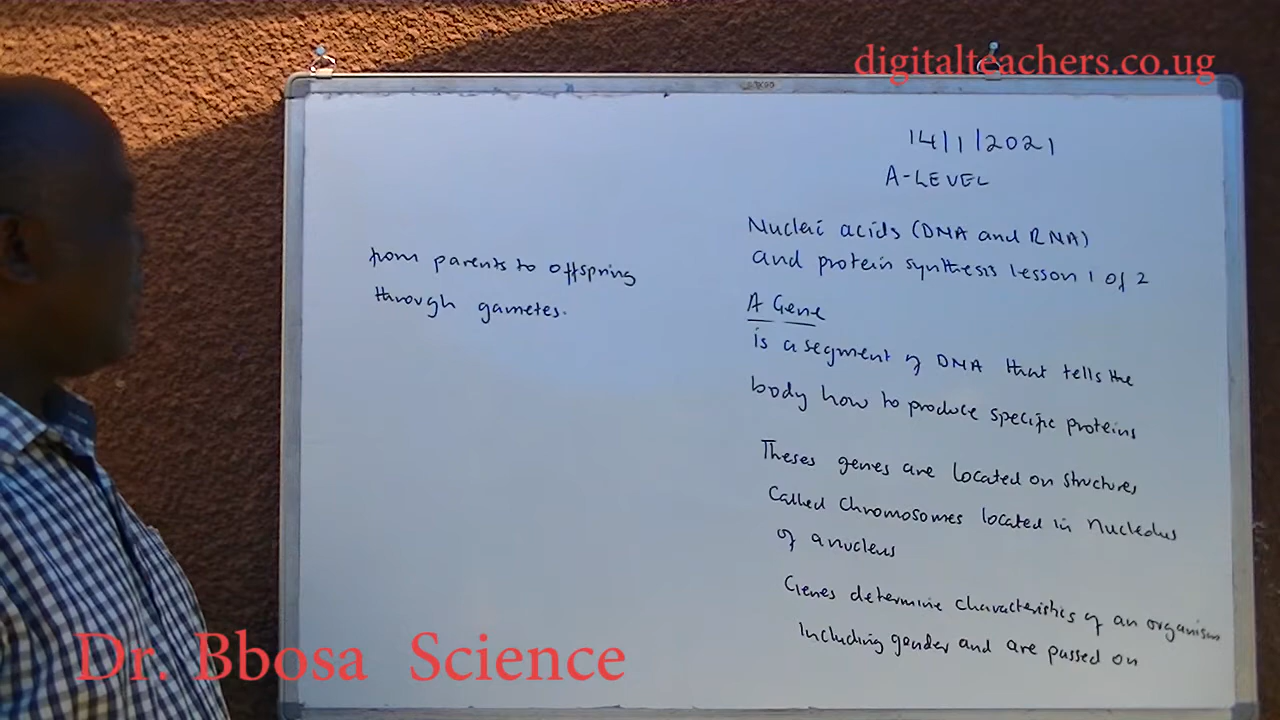 digitalteachers.co.ug
14/1/2021
A-LEVEL
Nucleic acids (DNA and RNA)
and protein synthesis lesson 1 of 2
A Gene
is a segment of DNA that tells the
body how to produce specific proteins
Theses genes are located on structures
Called chromosomes located in nucleolus
of a nucleus
Genes determine characteristics of an organism
Including gender and are passed on
from parents to offspring
through gametes.
Dr. Bbosa Science